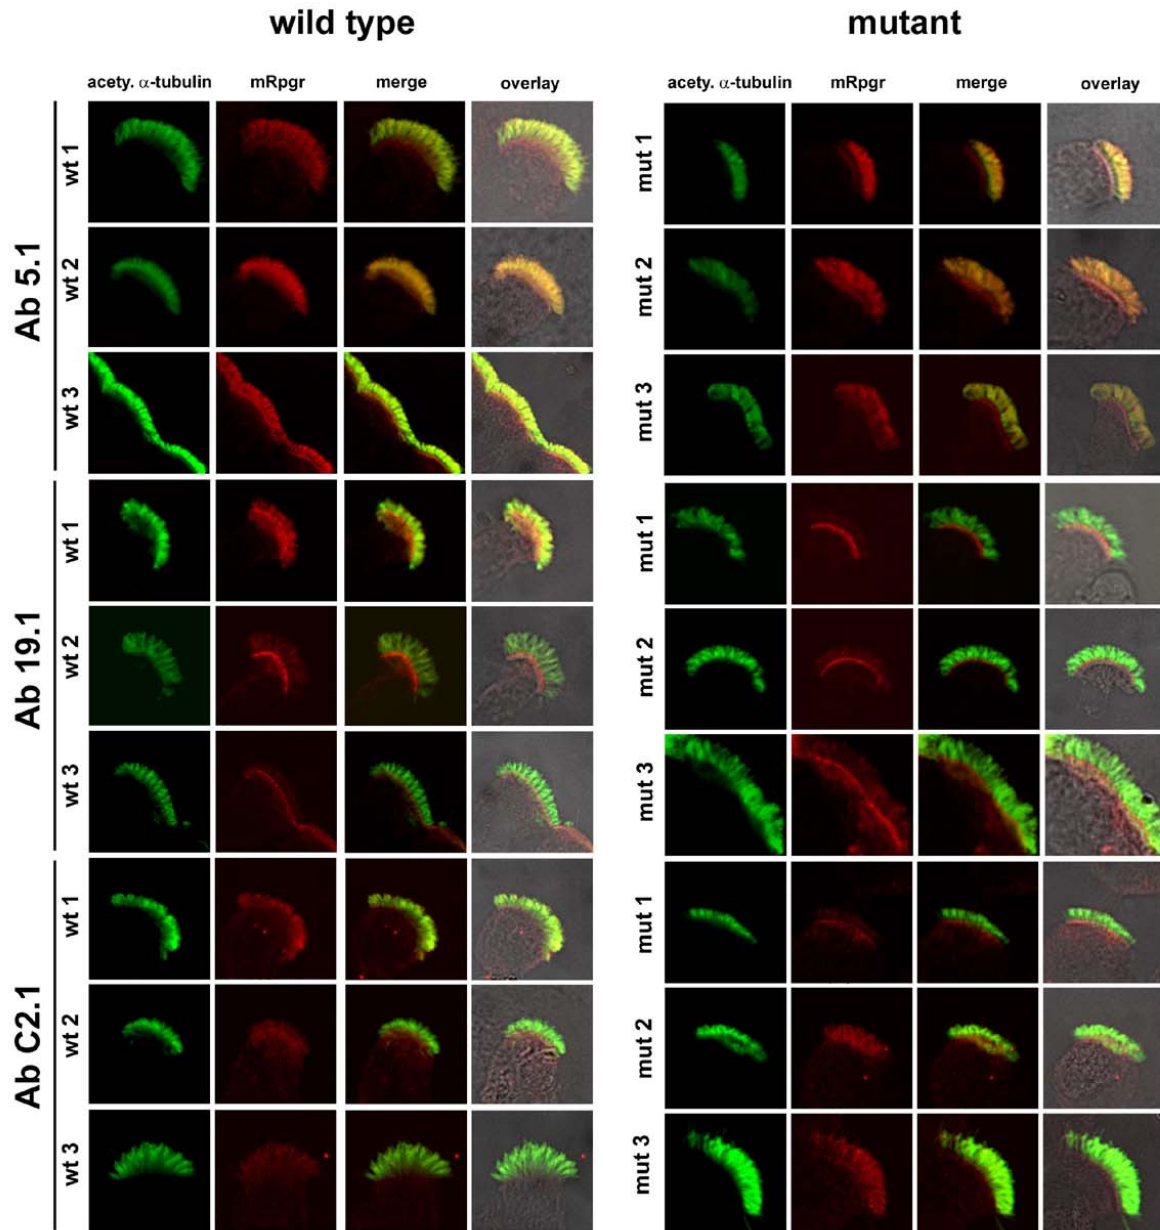 wild type mutant
acety. α-tubulin mRpgr merge overlay acety. α-tubulin mRpgr merge overlay
Ab 5.1
wt 1 mut 1
wt 2 mut 2
wt 3 mut 3
Ab 19.1
wt 1 mut 1
wt 2 mut 2
wt 3 mut 3
Ab C2.1
wt 1 mut 1
wt 2 mut 2
wt 3 mut 3